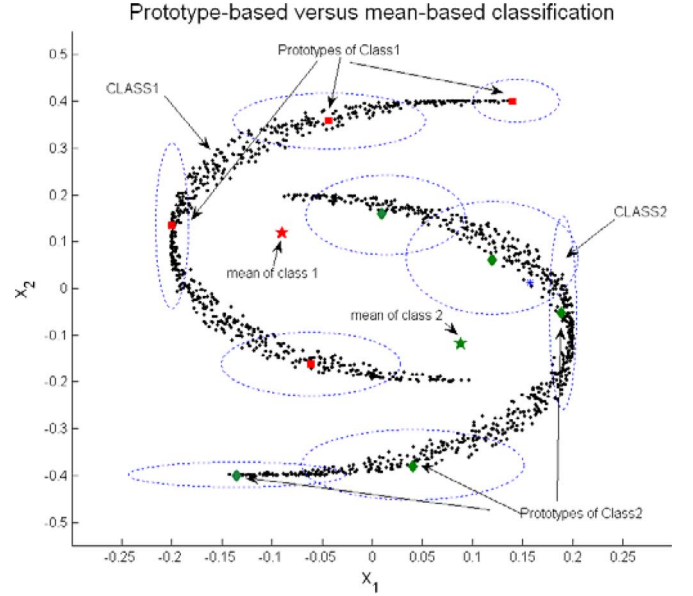 Prototype-based versus mean-based classification
0.5
0.4
0.3
0.2
0.1
0
-0.1
-0.2
-0.3
-0.4
-0.5
X2
Prototypes of Class1
CLASS1
CLASS2
mean of class 1
mean of class 2
Prototypes of Class2
-0.25 -0.2 -0.15 -0.1 -0.05 0 0.05 0.1 0.15 0.2 0.25
X1